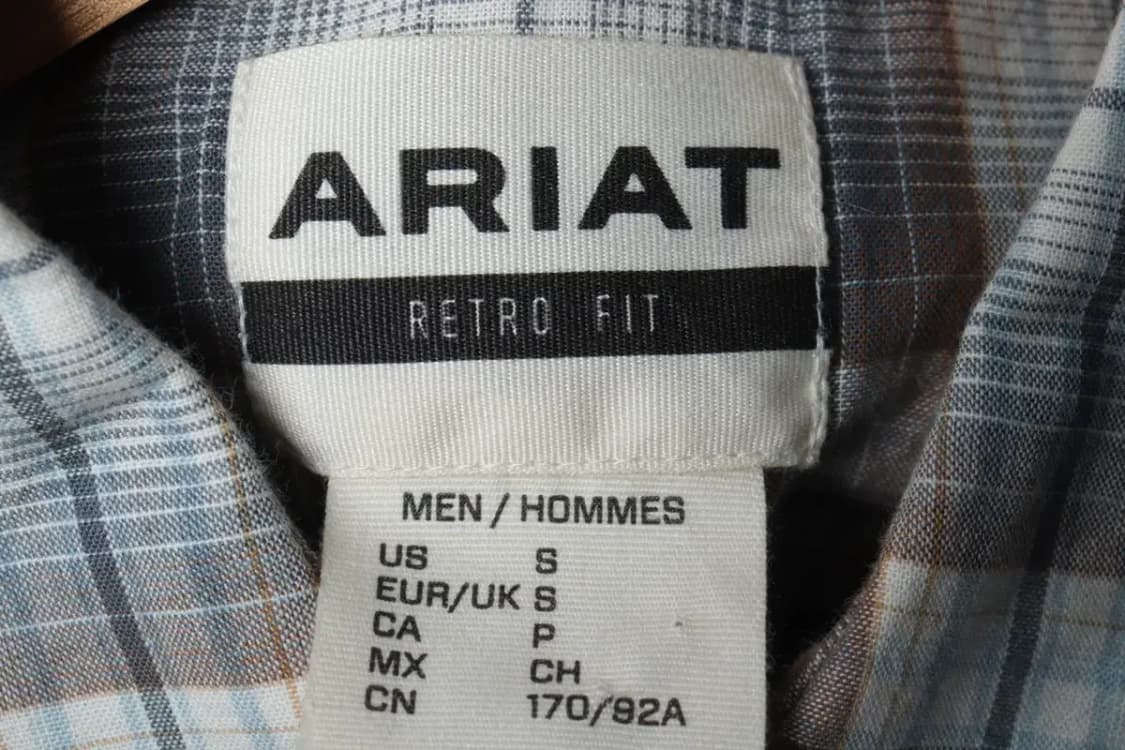 ARIAT
RETRO FIT
MEN / HOMMES
US S
EUR/UK S
CA P
MX CH
CN 170/92A